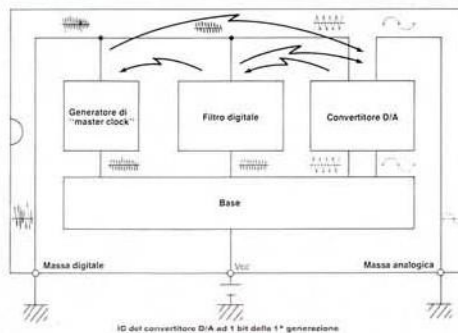 Generatore di
"master clock"
Filtro digitale
Convertitore D/A
Base
Massa digitale
Vcc
Massa analogica
IC del convertitore D/A ad 1 bit della 1ª generazione